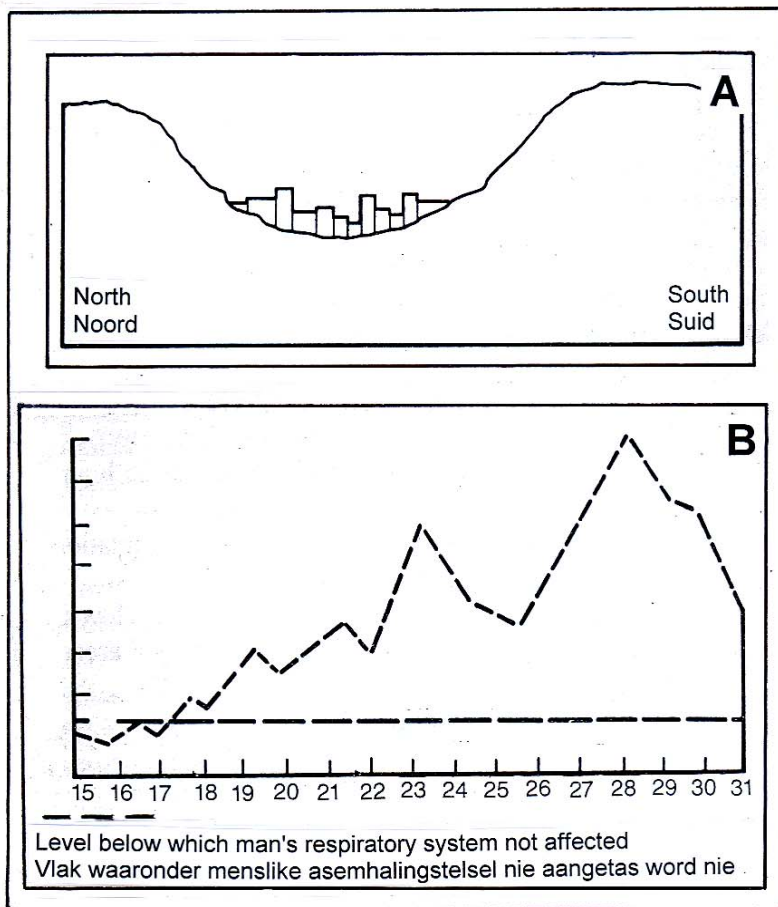 A
North
Noord
South
Suid
B
15 16 17 18 19 20 21 22 23 24 25 26 27 28 29 30 31
Level below which man's respiratory system not affected
Vlak waaronder menslike asemhalingstelsel nie aangetas word nie